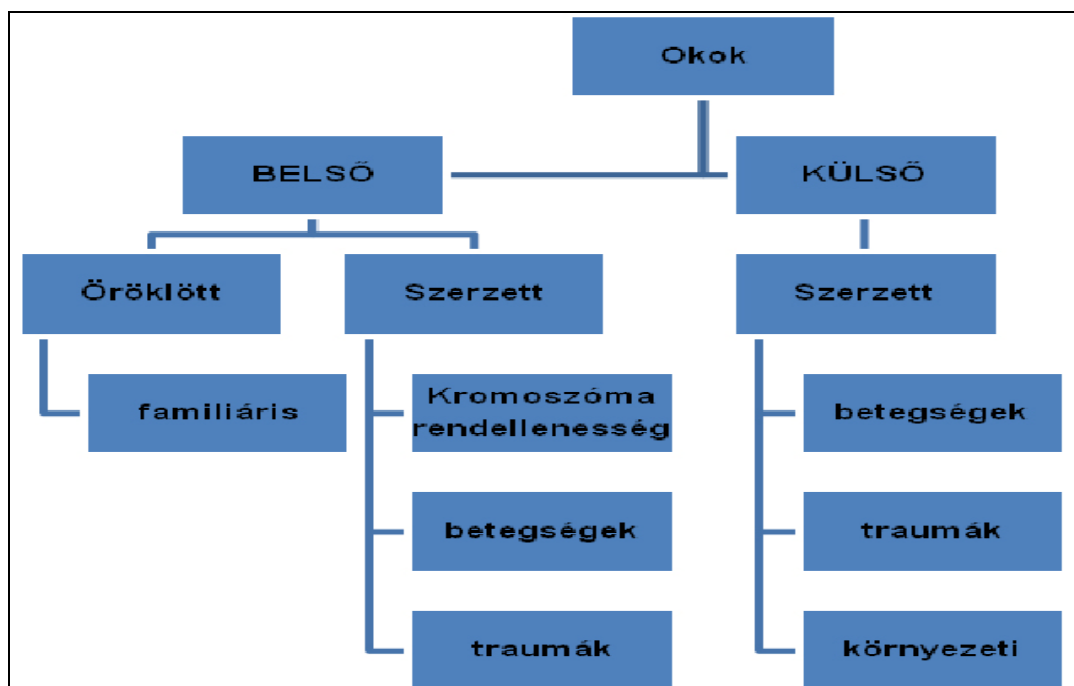 Okok
BELSŐ
KÜLSŐ
Öröklött
Szerzett
Szerzett
familiáris
Kromoszóma
rendellenesség
betegségek
betegségek
traumák
traumák
környezeti